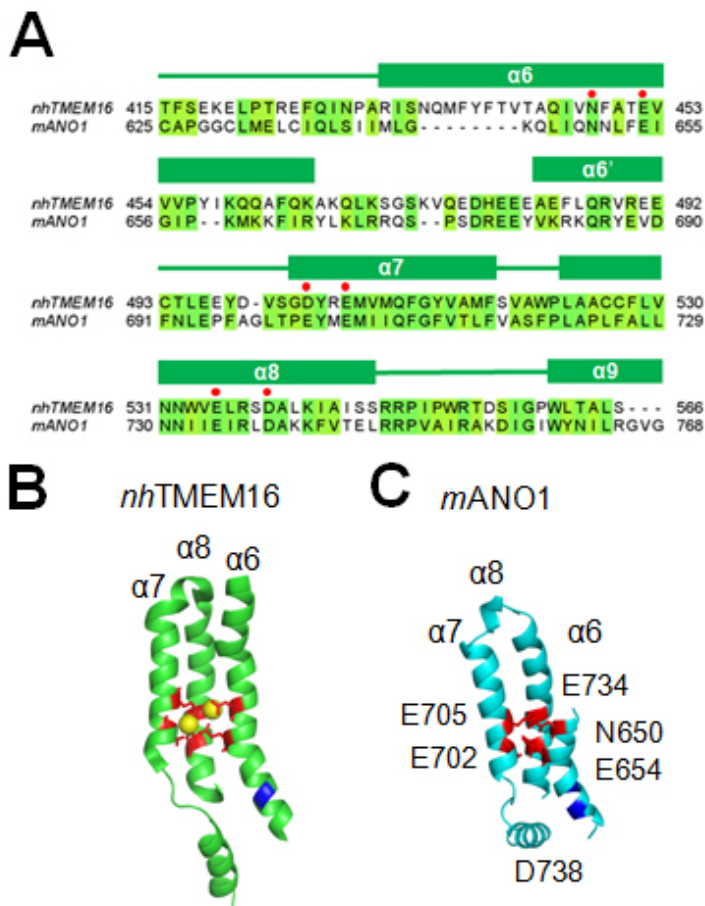 A
α6
nhTMEM16 415 TFSEKELPTREFQINPARISNQMFYFTVTAQIVNFATEV 453
mANO1 625 CAPGGCLMELCIQLSIIMLG--------KQLIQNNLFEI 655
α6'
nhTMEM16 454 VVPYIKQQAFQKAKQLKSGSKVQEDHEEEAEFLQRVREE 492
mANO1 656 GIP--KMKKFIRYLKLRRQS--PSDREEYVKRKQRYEVD 690
α7
nhTMEM16 493 CTLEEYD-VSGDYREMVMQFGYVAMFSVAWPLAACCFLV 530
mANO1 691 FNLEPFAGLTPEYMEMIIQFGFVTLFVASFPLAPLFALL 729
α8 α9
nhTMEM16 531 NNWVELRSDALKIAISSRRPIPWRTDSIGPWLTALS--- 566
mANO1 730 NNIIEIRLDAKKFVTELRRPVAIRAKDIGIWYNILRGVG 768
B nhTMEM16
α7 α8 α6
C mANO1
α8
α7 α6
E734
E705 N650
E702 E654
D738